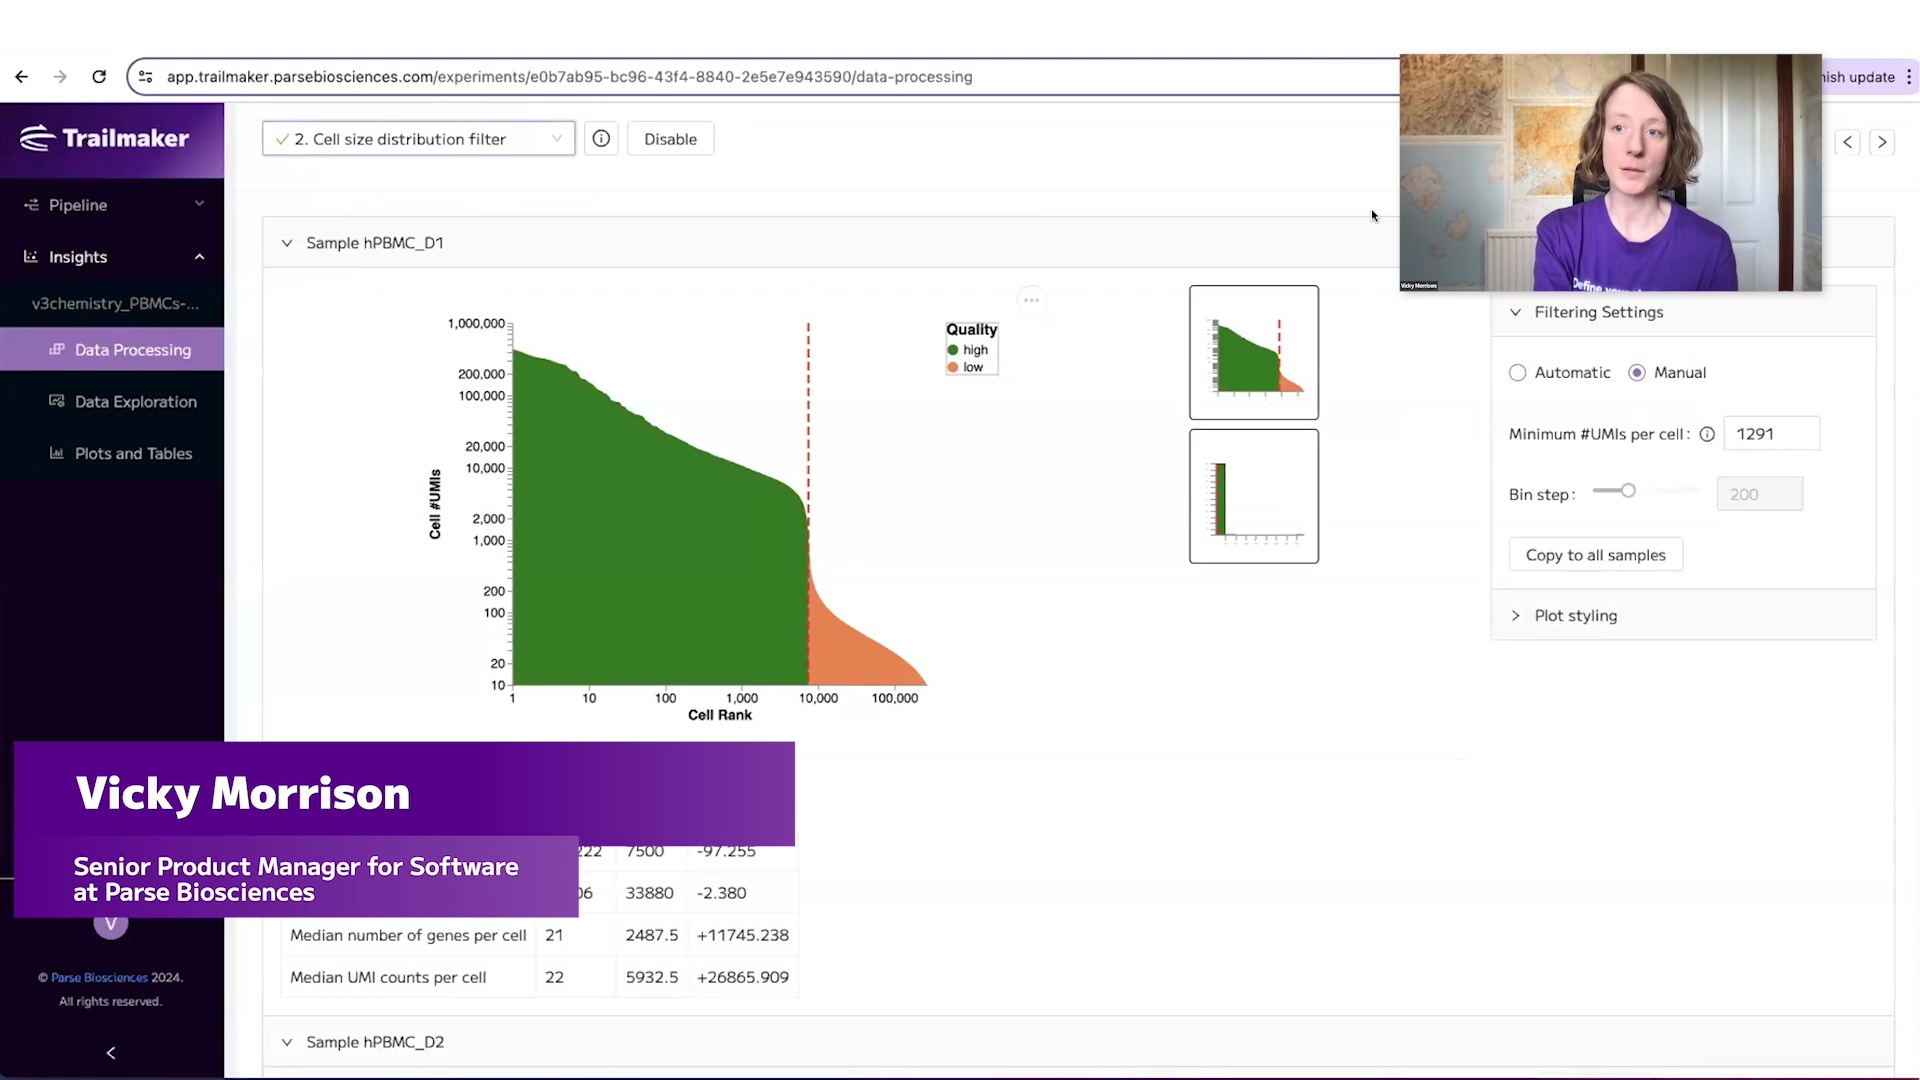 app.trailmaker.parsebiosciences.com/experiments/e0b7ab95-bc96-43f4-8840-2e5e7e943590/data-processing
nish update
Trailmaker
2. Cell size distribution filter
Disable
Pipeline
Insights
v3chemistry_PBMCs-...
Data Processing
Data Exploration
Plots and Tables
Sample hPBMC_D1
Vicky Morrison
1,000,000
200,000
100,000
20,000
10,000
2,000
1,000
200
100
20
10
Cell #UMIs
1
10
100
1,000
10,000
100,000
Cell Rank
Quality
high
low
Filtering Settings
Automatic
Manual
Minimum #UMIs per cell:
1291
Bin step:
200
Copy to all samples
Plot styling
Vicky Morrison
Senior Product Manager for Software
at Parse Biosciences
222 7500 -97.255
06 33880 -2.380
Median number of genes per cell 21 2487.5 +11745.238
Median UMI counts per cell 22 5932.5 +26865.909
V
© Parse Biosciences 2024.
All rights reserved.
Sample hPBMC_D2